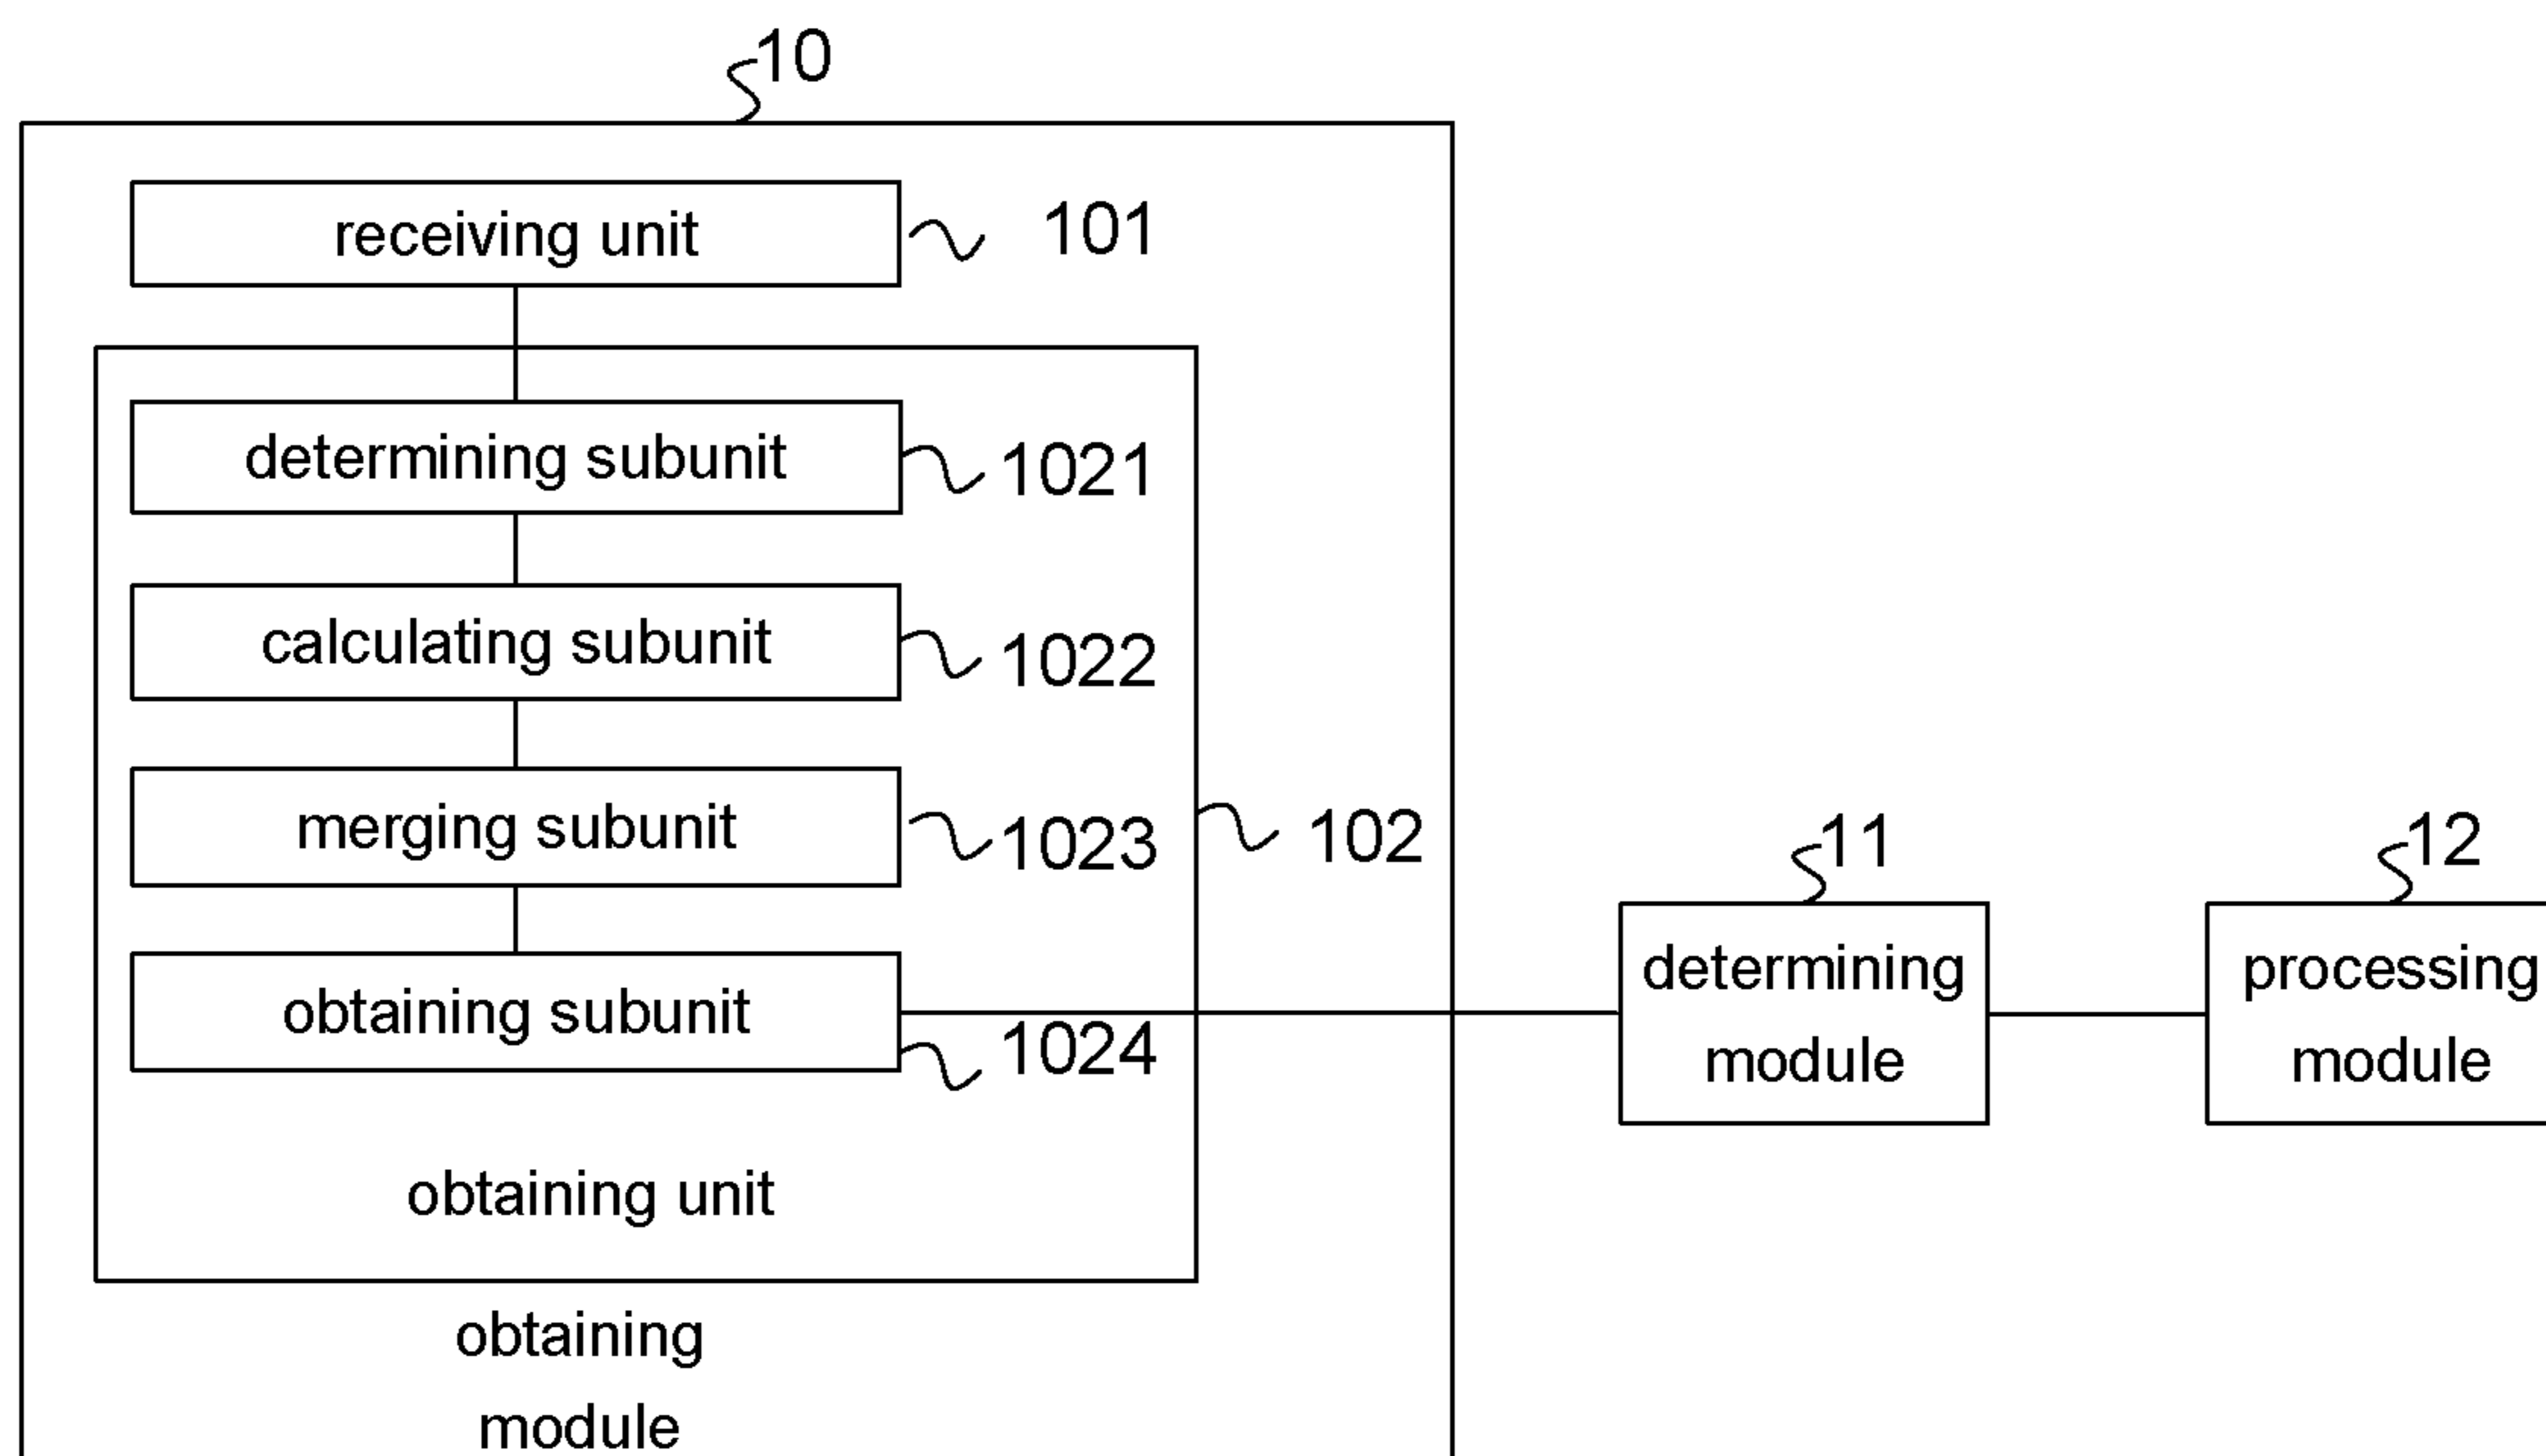 10
receiving unit
101
determining subunit
1021
calculating subunit
1022
merging subunit
1023
102
obtaining subunit
1024
obtaining unit
obtaining
module
11
determining
module
12
processing
module